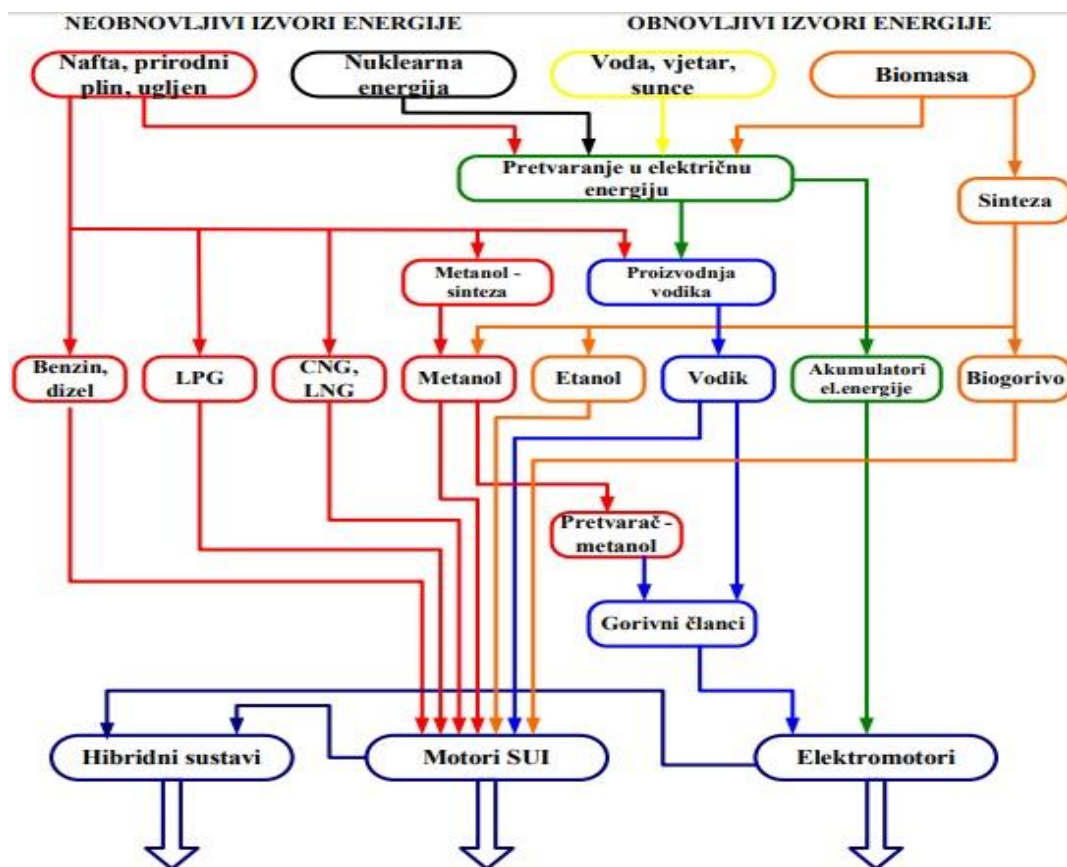 NEOBNOVLJIVI IZVORI ENERGIJE
OBNOVLJIVI IZVORI ENERGIJE
Nafta, prirodni
plin, ugljen
Nuklearna
energija
Voda, vjetar,
sunce
Biomasa
Pretvaranje u električnu
energiju
Sinteza
Metanol -
sinteza
Proizvodnja
vodika
Benzin,
dizel
LPG
CNG,
LNG
Metanol
Etanol
Vodik
Akumulatori
el.energije
Biogorivo
Pretvarač -
metanol
Gorivni članci
Hibridni sustavi
Motori SUI
Elektromotori